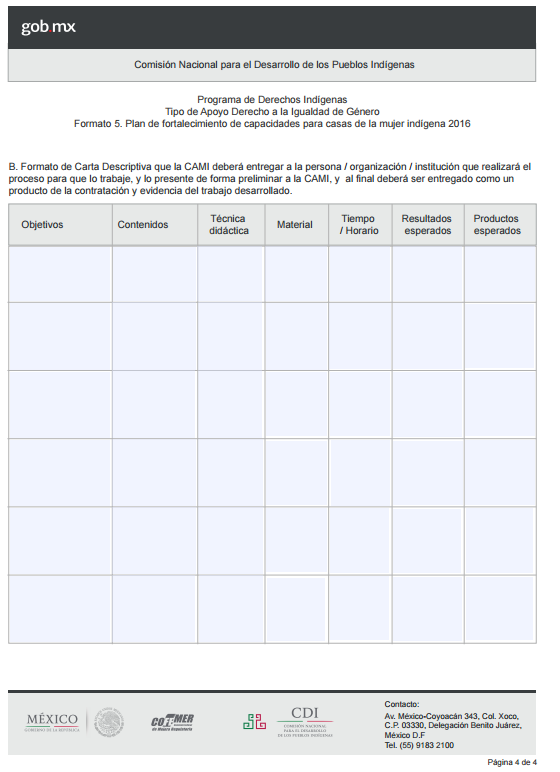 gob.mx
Comisión Nacional para el Desarrollo de los Pueblos Indígenas
Programa de Derechos Indígenas
Tipo de Apoyo Derecho a la Igualdad de Género
Formato 5. Plan de fortalecimiento de capacidades para casas de la mujer indígena 2016
B. Formato de Carta Descriptiva que la CAMI deberá entregar a la persona / organización / institución que realizará el
proceso para que lo trabaje, y lo presente de forma preliminar a la CAMI, y al final deberá ser entregado como un
producto de la contratación y evidencia del trabajo desarrollado.
Objetivos
Contenidos
Técnica
didáctica
Material
Tiempo
/ Horario
Resultados
esperados
Productos
esperados
MÉXICO
GOBIERNO DE LA REPÚBLICA
COFEMER
de Mejora Regulatoria
CDI
COMISIÓN NACIONAL
PARA EL DESARROLLO
DE LOS PUEBLOS INDÍGENAS
Contacto:
Av. México-Coyoacán 343, Col. Xoco,
C.P. 03330, Delegación Benito Juárez,
México D.F
Tel. (55) 9183 2100
Página 4 de 4